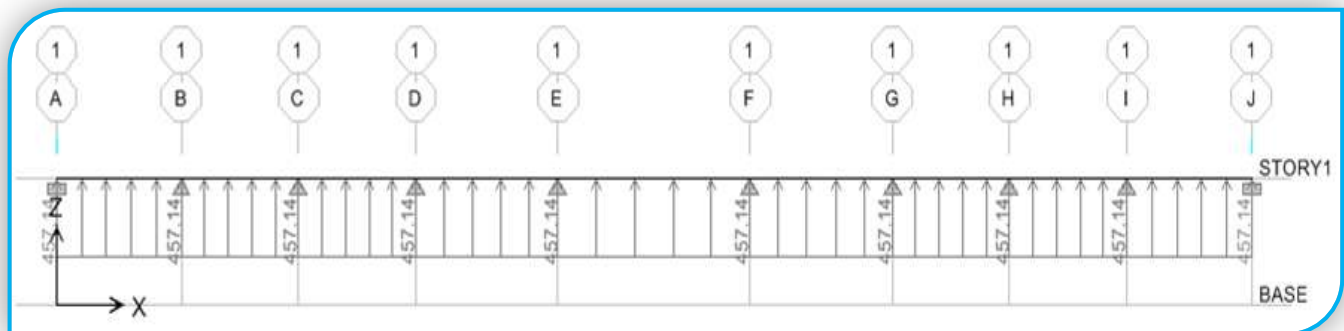 1 1 1 1 1 1 1 1 1 1
A B C D E F G H I J
STORY1
457.14 457.14 457.14 457.14 457.14 457.14 457.14 457.14 457.14 457.14
Z
X
BASE